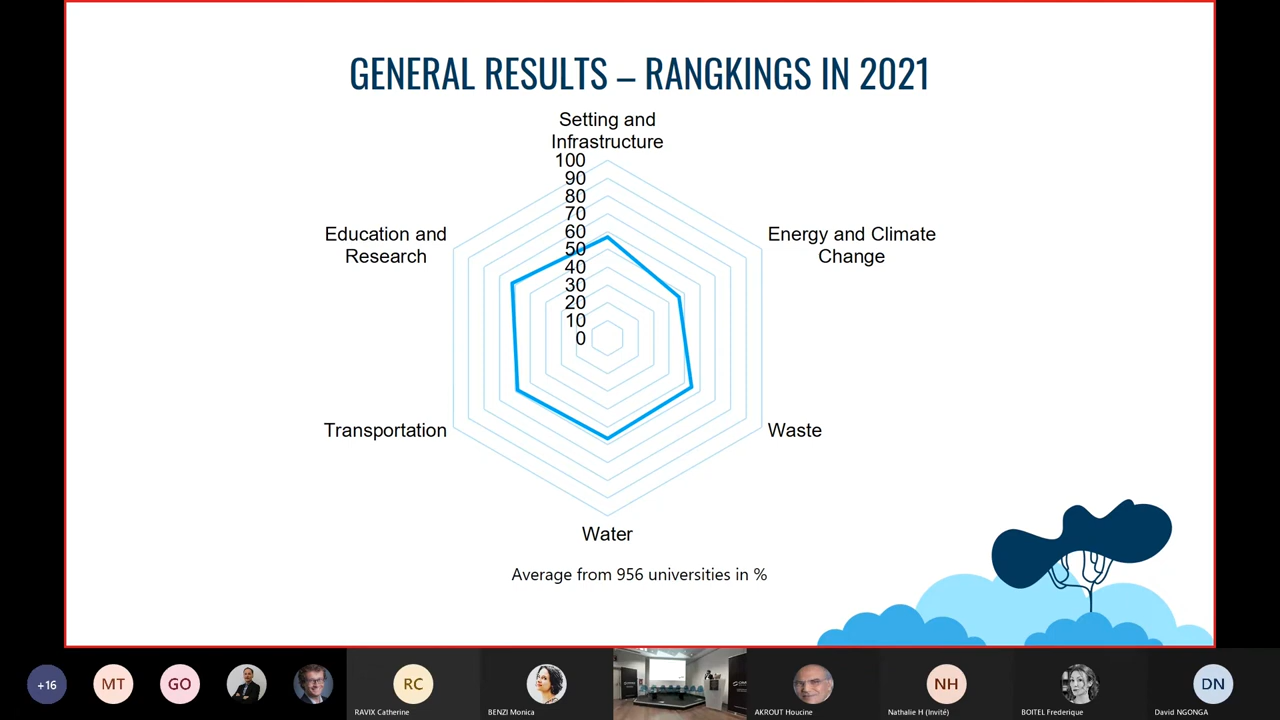 GENERAL RESULTS – RANGKINGS IN 2021
Setting and
Infrastructure
100
90
80
70
60
50
40
30
20
10
0
Education and
Research
Energy and Climate
Change
Transportation
Waste
Water
Average from 956 universities in %
+16
MT
GO
RC
RAVIX Catherine
BENZI Monica
AKROUT Houcine
NH
Nathalie H (Invité)
BOITEL Frederique
DN
David NGONGA